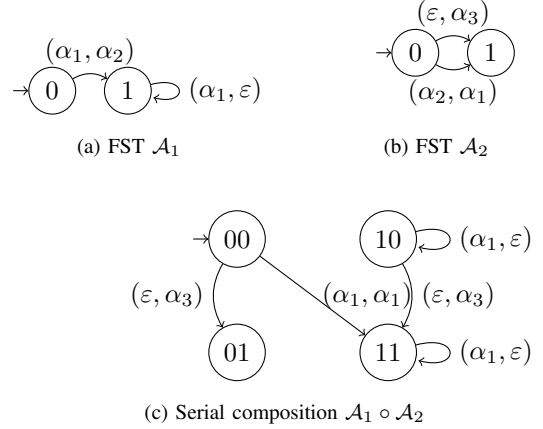 (α₁, α₂)
0
1
(α₁, ε)
(a) FST 𝒜₁
(ε, α₃)
0
1
(α₂, α₁)
(b) FST 𝒜₂
00
10
(α₁, ε)
(ε, α₃)
(α₁, α₁)
(ε, α₃)
01
11
(α₁, ε)
(c) Serial composition 𝒜₁ ∘ 𝒜₂